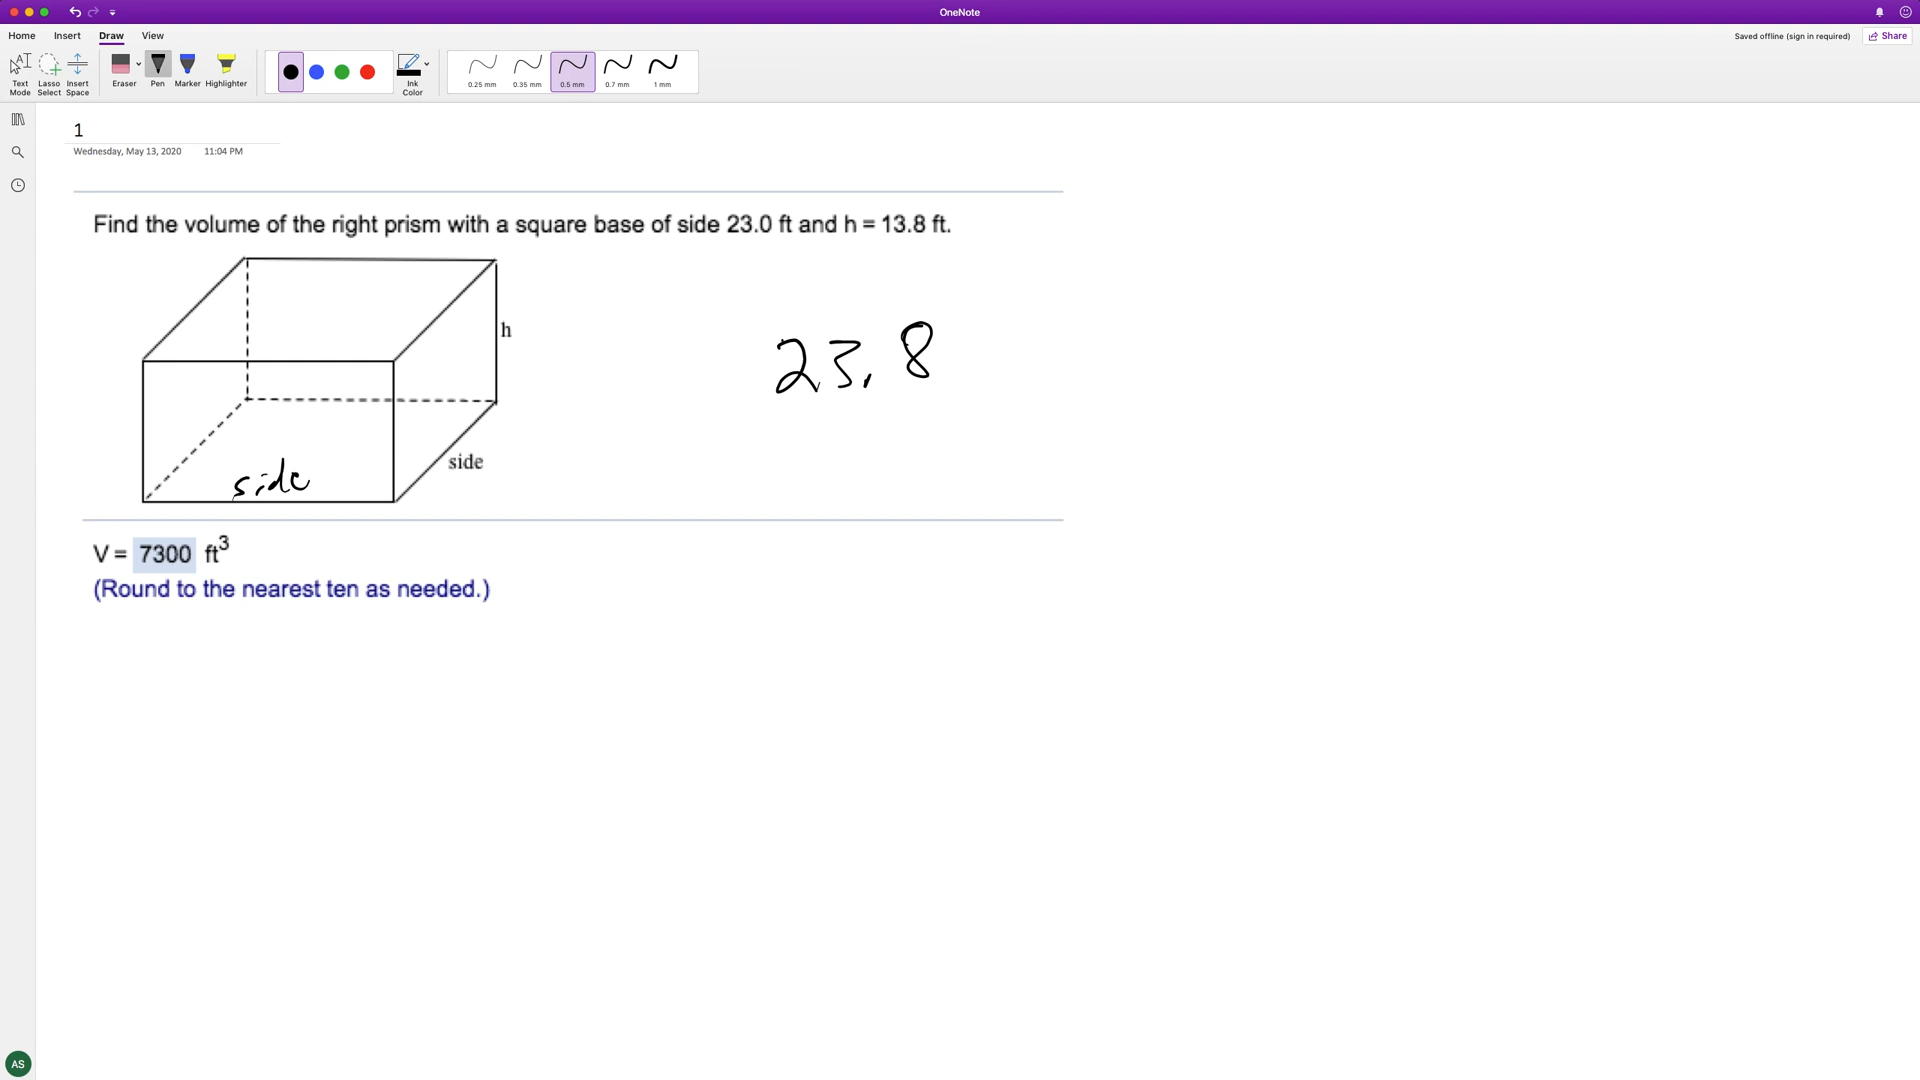 OneNote
Home Insert Draw View
Saved offline (sign in required) Share
Text Mode
Lasso Select
Insert Space
Eraser
Pen
Marker
Highlighter
Ink Color
0.25 mm
0.35 mm
0.5 mm
0.7 mm
1 mm
1
Wednesday, May 13, 2020 11:04 PM
Find the volume of the right prism with a square base of side 23.0 ft and h = 13.8 ft.
h
23.8
side
side
V = 7300 ft³
(Round to the nearest ten as needed.)
AS